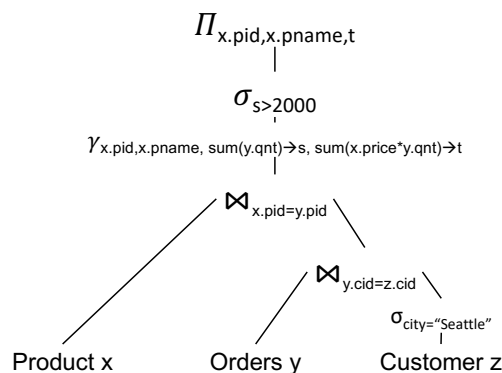 Π x.pid,x.pname,t
σ s>2000
γ x.pid,x.pname, sum(y.qnt)→s, sum(x.price*y.qnt)→t
⋈ x.pid=y.pid
⋈ y.cid=z.cid
σ city=“Seattle”
Product x Orders y Customer z